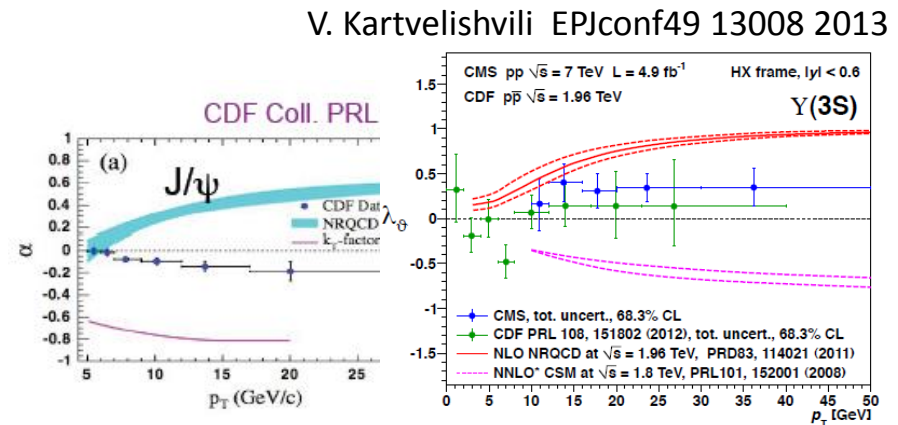 V. Kartvelishvili EPJconf49 13008 2013
CDF Coll. PRL
(a)
J/ψ
CDF Dat
NRQCD
k_T-factor
α
1
0.8
0.6
0.4
0.2
0
-0.2
-0.4
-0.6
-0.8
-1
5 10 15 20 25
p_T (GeV/c)
CMS pp √s = 7 TeV L = 4.9 fb⁻¹ HX frame, |y| < 0.6
CDF pp̅ √s = 1.96 TeV
Υ(3S)
λ_ϑ
1.5
1
0.5
0
-0.5
-1
-1.5
CMS, tot. uncert., 68.3% CL
CDF PRL 108, 151802 (2012), tot. uncert., 68.3% CL
NLO NRQCD at √s = 1.96 TeV, PRD83, 114021 (2011)
NNLO* CSM at √s = 1.8 TeV, PRL101, 152001 (2008)
0 5 10 15 20 25 30 35 40 45 50
p_T [GeV]